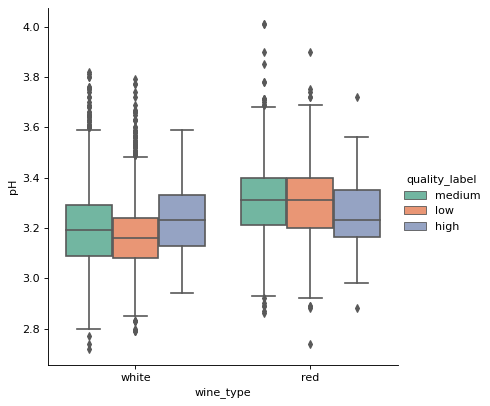 4.0
3.8
3.6
3.4
3.2
3.0
2.8
pH
white
red
wine_type
quality_label
medium
low
high